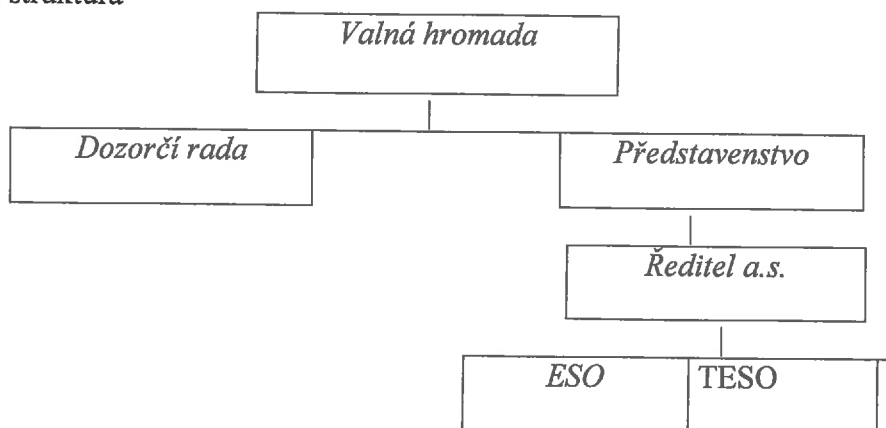 struktura
Valná hromada
Dozorčí rada
Představenstvo
Ředitel a.s.
ESO
TESO